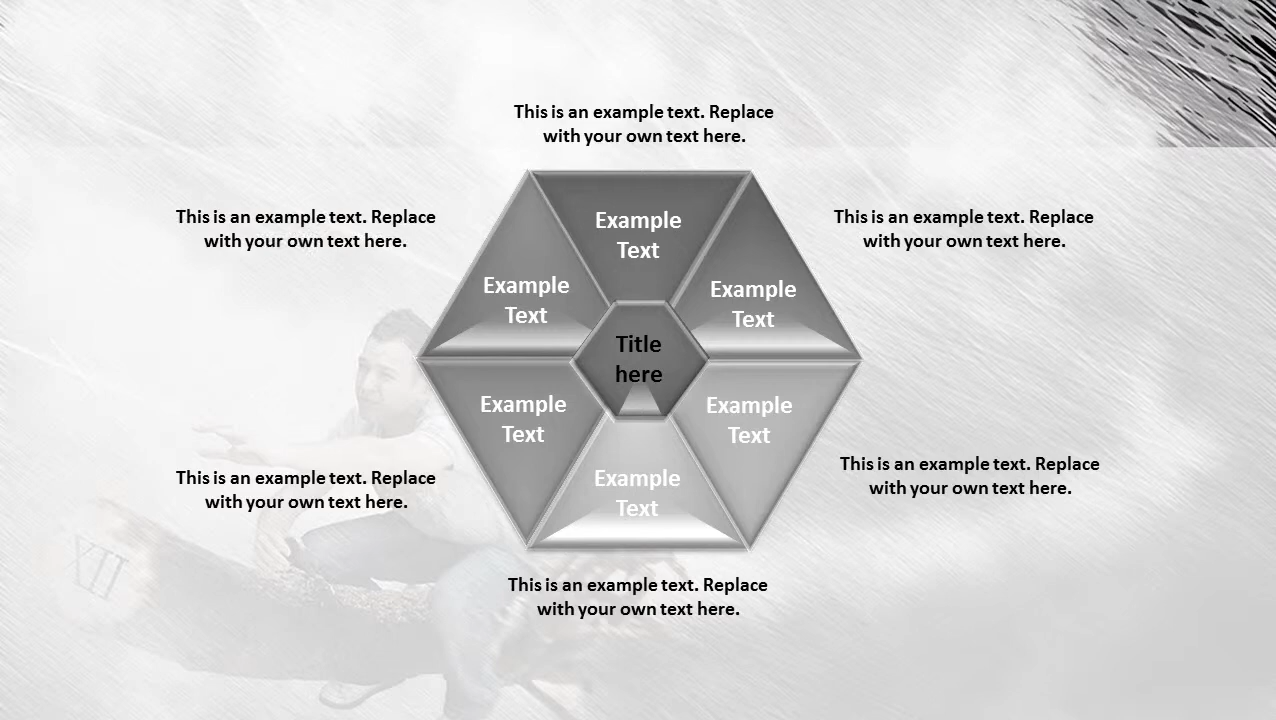 This is an example text. Replace
with your own text here.
This is an example text. Replace
with your own text here.
This is an example text. Replace
with your own text here.
Example
Text
Example
Text
Example
Text
Title
here
Example
Text
Example
Text
Example
Text
This is an example text. Replace
with your own text here.
This is an example text. Replace
with your own text here.
This is an example text. Replace
with your own text here.
XII